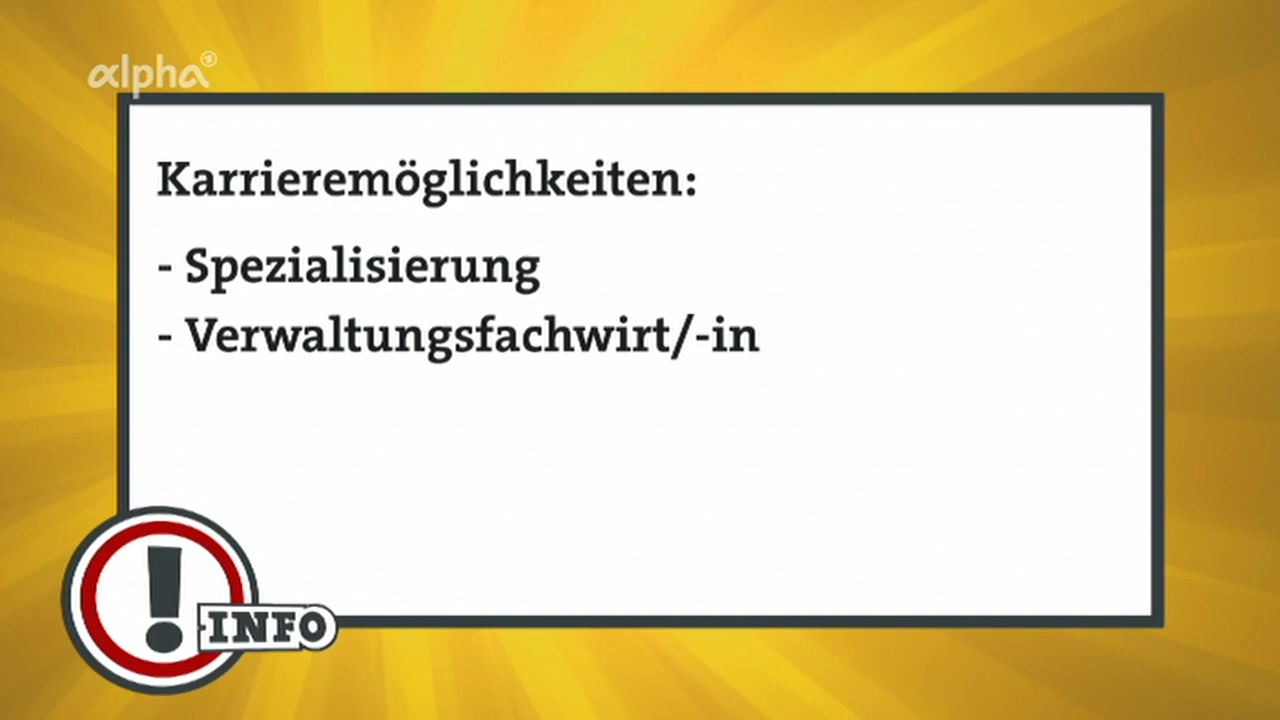 alpha
Karrieremöglichkeiten:
- Spezialisierung
- Verwaltungsfachwirt/-in
! INFO